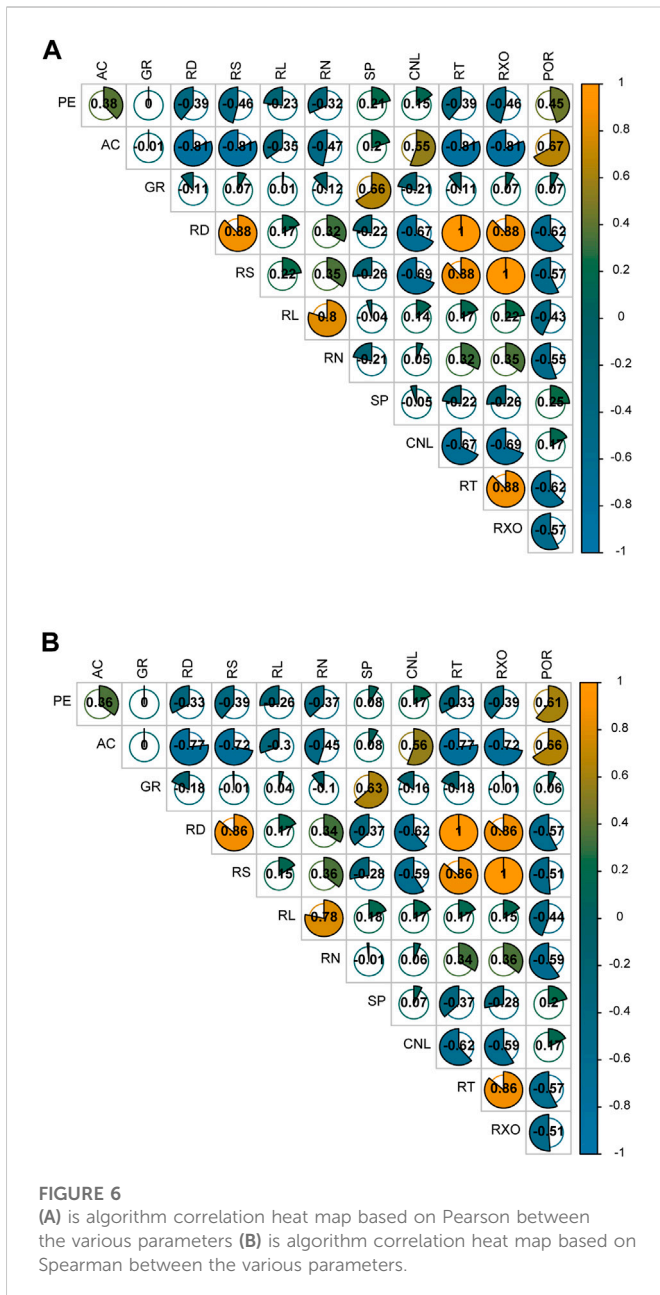 A
AC GR RD RS RL RN SP CNL RT RXO POR
PE 0.38 0 -0.39 -0.46 -0.23 -0.32 0.21 0.15 -0.39 -0.46 0.45
AC -0.01 -0.81 -0.81 -0.35 -0.47 0.2 0.55 -0.81 -0.81 0.67
GR -0.11 0.07 0.01 -0.12 0.66 -0.21 -0.11 0.07 0.07
RD 0.88 0.17 0.32 -0.22 -0.67 1 0.88 -0.62
RS 0.22 0.35 -0.26 -0.69 0.88 1 -0.57
RL 0.8 -0.04 0.14 0.17 0.22 -0.43
RN -0.21 0.05 0.32 0.35 -0.55
SP -0.05 -0.22 -0.26 0.25
CNL -0.67 -0.69 0.17
RT 0.88 -0.62
RXO -0.57
1
0.8
0.6
0.4
0.2
0
-0.2
-0.4
-0.6
-0.8
-1
B
AC GR RD RS RL RN SP CNL RT RXO POR
PE 0.36 0 -0.33 -0.39 -0.26 -0.37 0.08 0.17 -0.33 -0.39 0.61
AC 0 -0.77 -0.72 -0.3 -0.45 0.08 0.56 -0.77 -0.72 0.66
GR -0.18 -0.01 0.04 -0.1 0.63 -0.16 -0.18 -0.01 0.06
RD 0.86 0.17 0.34 -0.37 -0.62 1 0.86 -0.57
RS 0.15 0.36 -0.28 -0.59 0.86 1 -0.51
RL 0.78 0.18 0.17 0.17 0.15 -0.44
RN -0.01 0.06 0.34 0.36 -0.59
SP 0.07 -0.37 -0.28 0.2
CNL -0.62 -0.59 0.17
RT 0.86 -0.57
RXO -0.51
1
0.8
0.6
0.4
0.2
0
-0.2
-0.4
-0.6
-0.8
-1
FIGURE 6
(A) is algorithm correlation heat map based on Pearson between
the various parameters (B) is algorithm correlation heat map based on
Spearman between the various parameters.